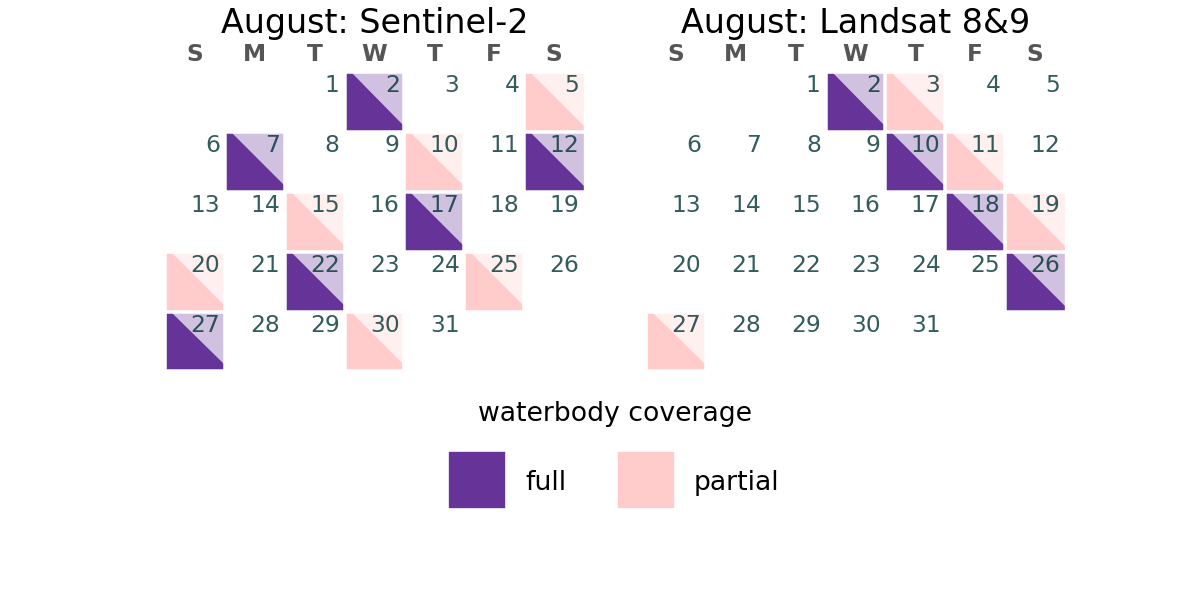 August: Sentinel-2
S M T W T F S
1 2 3 4 5
6 7 8 9 10 11 12
13 14 15 16 17 18 19
20 21 22 23 24 25 26
27 28 29 30 31
August: Landsat 8&9
S M T W T F S
1 2 3 4 5
6 7 8 9 10 11 12
13 14 15 16 17 18 19
20 21 22 23 24 25 26
27 28 29 30 31
waterbody coverage
full
partial